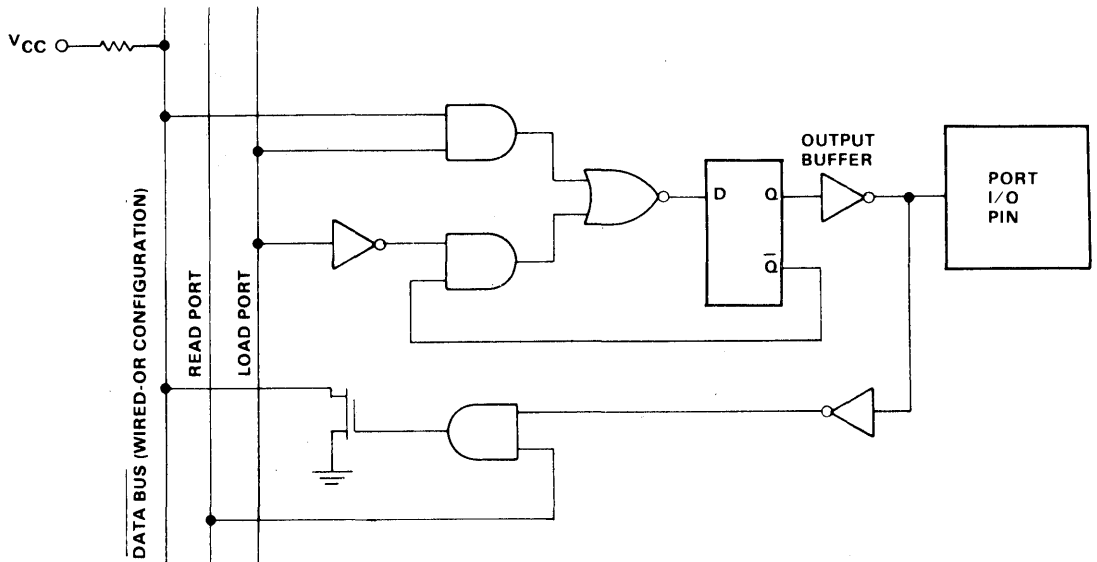 VCC
OUTPUT
BUFFER
PORT
I/O
PIN
D
Q
Q̅
DATA BUS (WIRED-OR CONFIGURATION)
READ PORT
LOAD PORT